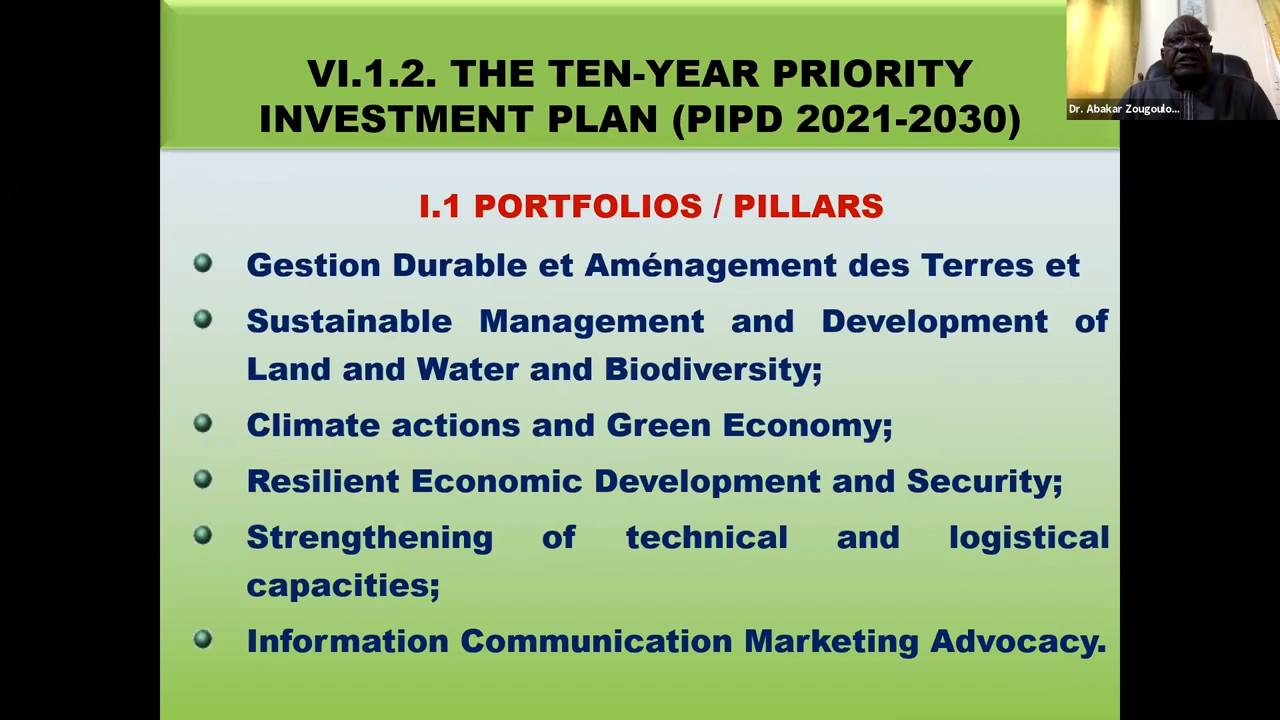 VI.1.2. THE TEN-YEAR PRIORITY
INVESTMENT PLAN (PIPD 2021-2030)
Dr. Abakar Zougoulo...
I.1 PORTFOLIOS / PILLARS
Gestion Durable et Aménagement des Terres et
Sustainable Management and Development of
Land and Water and Biodiversity;
Climate actions and Green Economy;
Resilient Economic Development and Security;
Strengthening of technical and logistical
capacities;
Information Communication Marketing Advocacy.